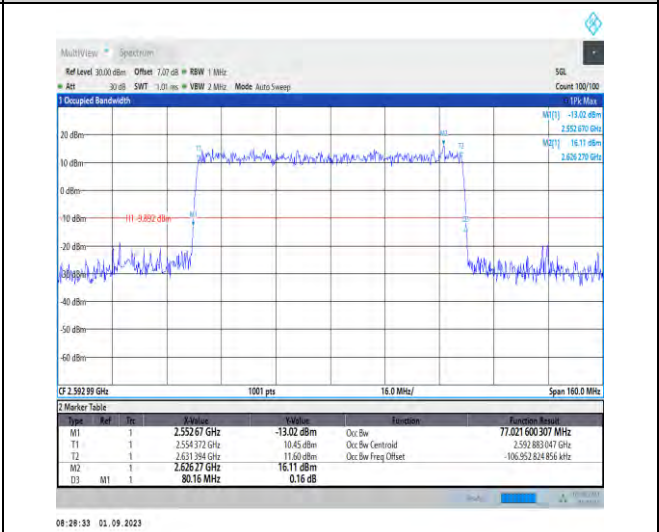 MultiView Spectrum
Ref Level 30.00 dBm Offset 7.07 dB RBW 1 MHz SGL
Att 30 dB SWT 1.01 ms VBW 2 MHz Mode Auto Sweep Count 100/100
1 Occupied Bandwidth 1Pk Max
M1[1] -13.02 dBm
2.552 670 GHz
M2[1] 16.11 dBm
2.626 270 GHz
20 dBm
10 dBm
0 dBm
-10 dBm
H1 -9.892 dBm
-20 dBm
-30 dBm
-40 dBm
-50 dBm
-60 dBm
T1
M2
T2
M1
CF 2.592 99 GHz 1001 pts 16.0 MHz/ Span 160.0 MHz
2 Marker Table
Type Ref Trc X-Value Y-Value Function Function Result
M1 1 2.552 67 GHz -13.02 dBm Occ Bw 77.021 600 307 MHz
T1 1 2.554 372 GHz 10.45 dBm Occ Bw Centroid 2.592 883 047 GHz
T2 1 2.631 394 GHz 11.60 dBm Occ Bw Freq Offset -106.952 824 856 kHz
M2 1 2.626 27 GHz 16.11 dBm
D3 M1 1 80.16 MHz 0.16 dB
08:28:33 01.09.2023